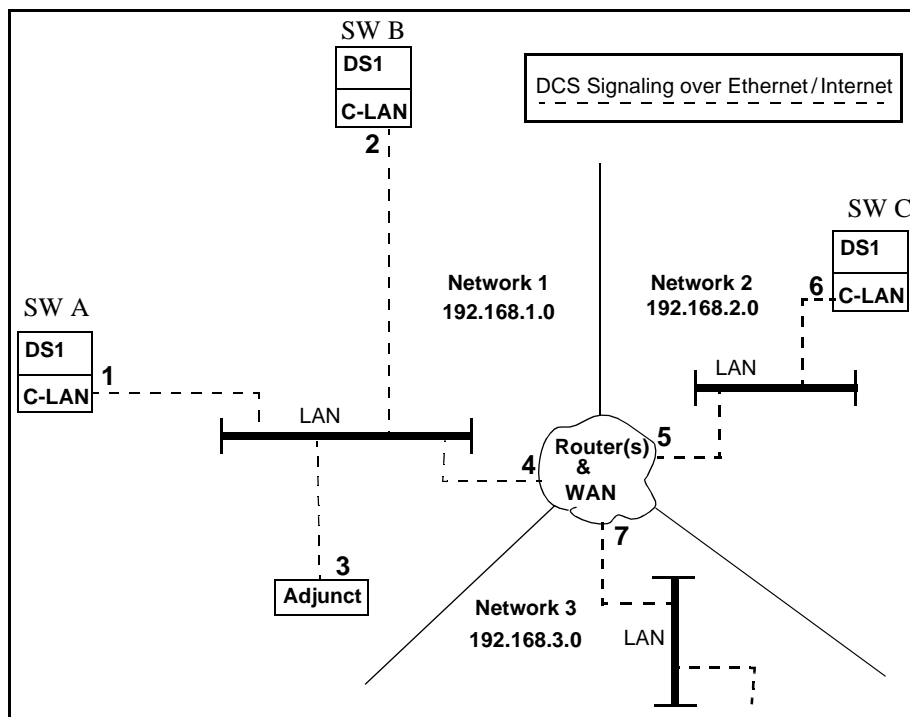 SW B
DS1
C-LAN
2
DCS Signaling over Ethernet/Internet
SW C
DS1
C-LAN
6
Network 1
192.168.1.0
Network 2
192.168.2.0
SW A
DS1
C-LAN
1
LAN
LAN
Router(s)
&
WAN
4
5
7
3
Adjunct
Network 3
192.168.3.0
LAN